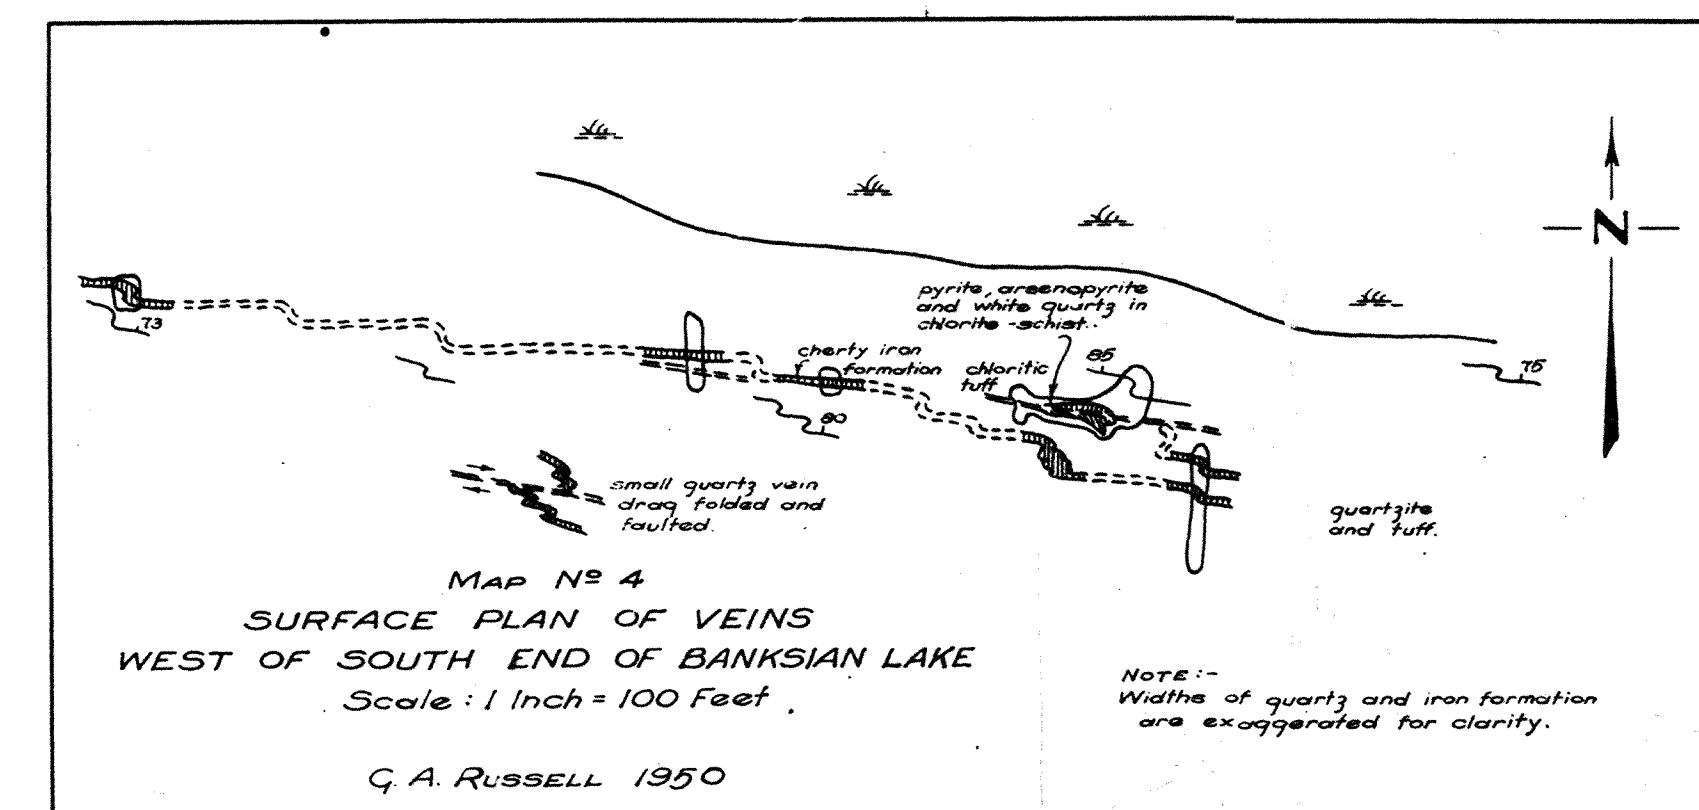 N
pyrite, arsenopyrite
and white quartz in
chlorite-schist.
73
cherty iron
formation
chloritic
tuff
85
75
80
small quartz vein
drag folded and
faulted.
quartzite
and tuff.
MAP Nº 4
SURFACE PLAN OF VEINS
WEST OF SOUTH END OF BANKSIAN LAKE
Scale : 1 Inch = 100 Feet.
NOTE :-
Widths of quartz and iron formation
are exaggerated for clarity.
G. A. RUSSELL 1950